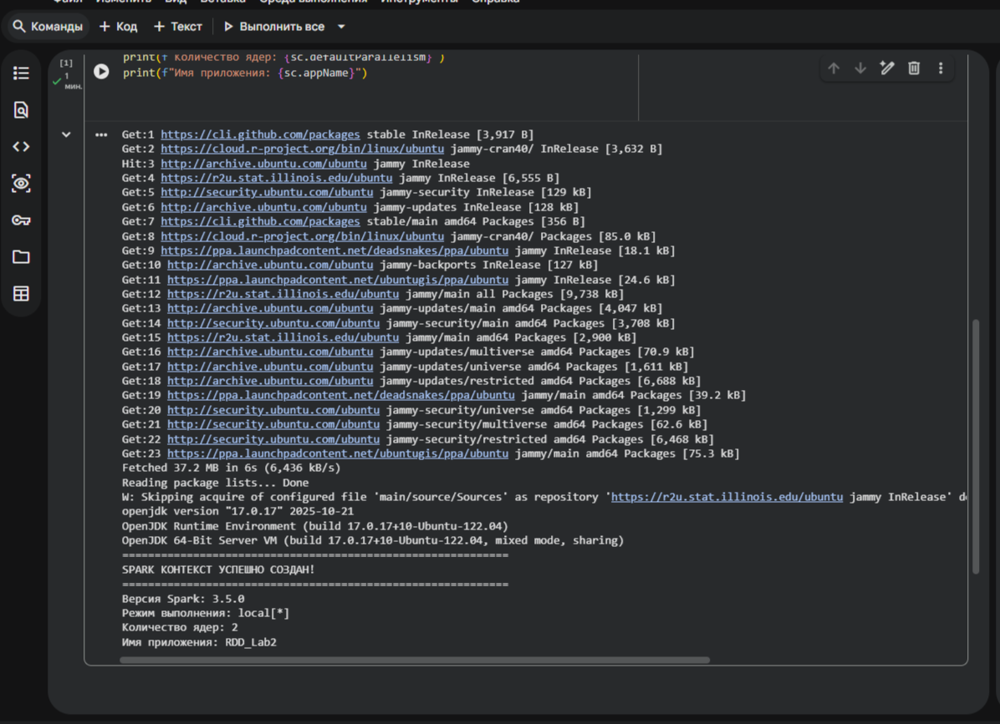 Файл Изменить Вид Вставка Среда выполнения Инструменты Справка
Команды + Код + Текст Выполнить все
[1]
1
мин.
print(f"Количество ядер: {sc.defaultParallelism}")
print(f"Имя приложения: {sc.appName}")
Get:1 https://cli.github.com/packages stable InRelease [3,917 B]
Get:2 https://cloud.r-project.org/bin/linux/ubuntu jammy-cran40/ InRelease [3,632 B]
Hit:3 http://archive.ubuntu.com/ubuntu jammy InRelease
Get:4 https://r2u.stat.illinois.edu/ubuntu jammy InRelease [6,555 B]
Get:5 http://security.ubuntu.com/ubuntu jammy-security InRelease [129 kB]
Get:6 http://archive.ubuntu.com/ubuntu jammy-updates InRelease [128 kB]
Get:7 https://cli.github.com/packages stable/main amd64 Packages [356 B]
Get:8 https://cloud.r-project.org/bin/linux/ubuntu jammy-cran40/ Packages [85.0 kB]
Get:9 https://ppa.launchpadcontent.net/deadsnakes/ppa/ubuntu jammy InRelease [18.1 kB]
Get:10 http://archive.ubuntu.com/ubuntu jammy-backports InRelease [127 kB]
Get:11 https://ppa.launchpadcontent.net/ubuntugis/ppa/ubuntu jammy InRelease [24.6 kB]
Get:12 https://r2u.stat.illinois.edu/ubuntu jammy/main all Packages [9,738 kB]
Get:13 http://archive.ubuntu.com/ubuntu jammy-updates/main amd64 Packages [4,047 kB]
Get:14 http://security.ubuntu.com/ubuntu jammy-security/main amd64 Packages [3,708 kB]
Get:15 https://r2u.stat.illinois.edu/ubuntu jammy/main amd64 Packages [2,900 kB]
Get:16 http://archive.ubuntu.com/ubuntu jammy-updates/multiverse amd64 Packages [70.9 kB]
Get:17 http://archive.ubuntu.com/ubuntu jammy-updates/universe amd64 Packages [1,611 kB]
Get:18 http://archive.ubuntu.com/ubuntu jammy-updates/restricted amd64 Packages [6,688 kB]
Get:19 https://ppa.launchpadcontent.net/deadsnakes/ppa/ubuntu jammy/main amd64 Packages [39.2 kB]
Get:20 http://security.ubuntu.com/ubuntu jammy-security/universe amd64 Packages [1,299 kB]
Get:21 http://security.ubuntu.com/ubuntu jammy-security/multiverse amd64 Packages [62.6 kB]
Get:22 http://security.ubuntu.com/ubuntu jammy-security/restricted amd64 Packages [6,468 kB]
Get:23 https://ppa.launchpadcontent.net/ubuntugis/ppa/ubuntu jammy/main amd64 Packages [75.3 kB]
Fetched 37.2 MB in 6s (6,436 kB/s)
Reading package lists... Done
W: Skipping acquire of configured file 'main/source/Sources' as repository 'https://r2u.stat.illinois.edu/ubuntu jammy InRelease'
openjdk version "17.0.17" 2025-10-21
OpenJDK Runtime Environment (build 17.0.17+10-Ubuntu-122.04)
OpenJDK 64-Bit Server VM (build 17.0.17+10-Ubuntu-122.04, mixed mode, sharing)
============================================================
SPARK КОНТЕКСТ УСПЕШНО СОЗДАН!
============================================================
Версия Spark: 3.5.0
Режим выполнения: local[*]
Количество ядер: 2
Имя приложения: RDD_Lab2